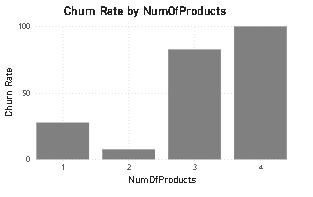 Churn Rate by NumOfProducts
100
50
0
Churn Rate
1 2 3 4
NumOfProducts